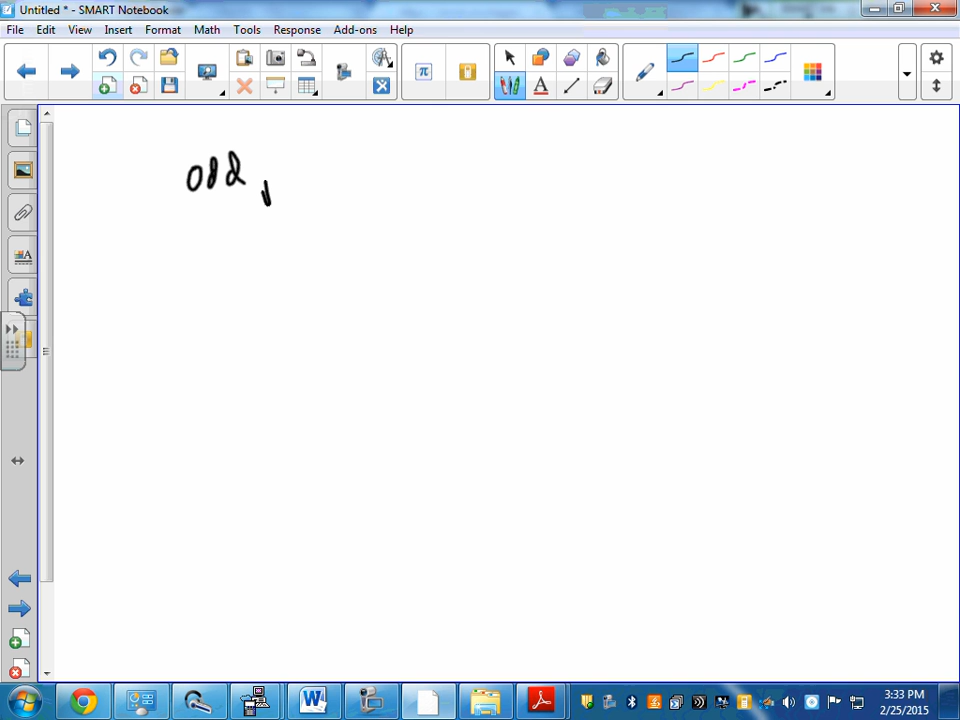 Untitled * - SMART Notebook
File Edit View Insert Format Math Tools Response Add-ons Help
odd
3:33 PM
2/25/2015